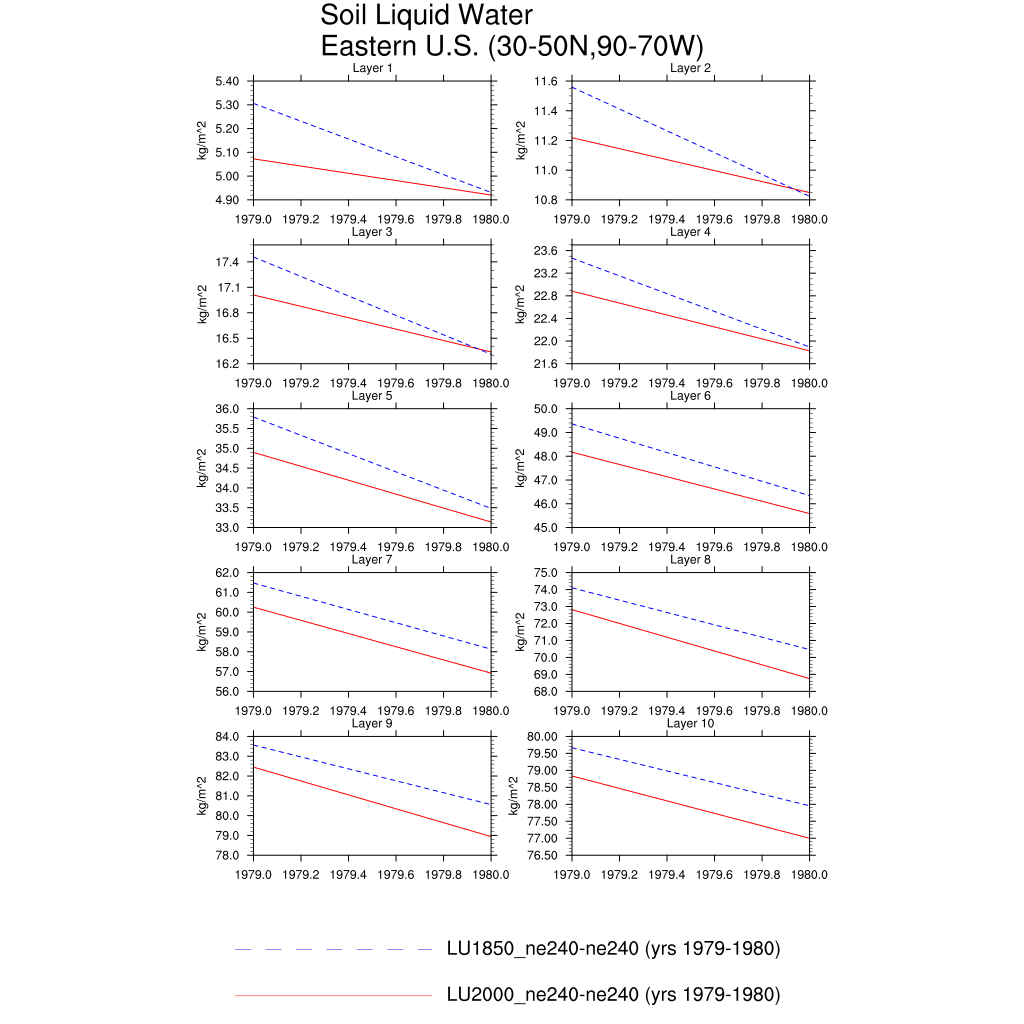 Soil Liquid Water
Eastern U.S. (30-50N,90-70W)
Layer 1
kg/m^2
5.40
5.30
5.20
5.10
5.00
4.90
1979.0 1979.2 1979.4 1979.6 1979.8 1980.0
Layer 2
kg/m^2
11.6
11.4
11.2
11.0
10.8
1979.0 1979.2 1979.4 1979.6 1979.8 1980.0
Layer 3
kg/m^2
17.4
17.1
16.8
16.5
16.2
1979.0 1979.2 1979.4 1979.6 1979.8 1980.0
Layer 4
kg/m^2
23.6
23.2
22.8
22.4
22.0
21.6
1979.0 1979.2 1979.4 1979.6 1979.8 1980.0
Layer 5
kg/m^2
36.0
35.5
35.0
34.5
34.0
33.5
33.0
1979.0 1979.2 1979.4 1979.6 1979.8 1980.0
Layer 6
kg/m^2
50.0
49.0
48.0
47.0
46.0
45.0
1979.0 1979.2 1979.4 1979.6 1979.8 1980.0
Layer 7
kg/m^2
62.0
61.0
60.0
59.0
58.0
57.0
56.0
1979.0 1979.2 1979.4 1979.6 1979.8 1980.0
Layer 8
kg/m^2
75.0
74.0
73.0
72.0
71.0
70.0
69.0
68.0
1979.0 1979.2 1979.4 1979.6 1979.8 1980.0
Layer 9
kg/m^2
84.0
83.0
82.0
81.0
80.0
79.0
78.0
1979.0 1979.2 1979.4 1979.6 1979.8 1980.0
Layer 10
kg/m^2
80.00
79.50
79.00
78.50
78.00
77.50
77.00
76.50
1979.0 1979.2 1979.4 1979.6 1979.8 1980.0
LU1850_ne240-ne240 (yrs 1979-1980)
LU2000_ne240-ne240 (yrs 1979-1980)